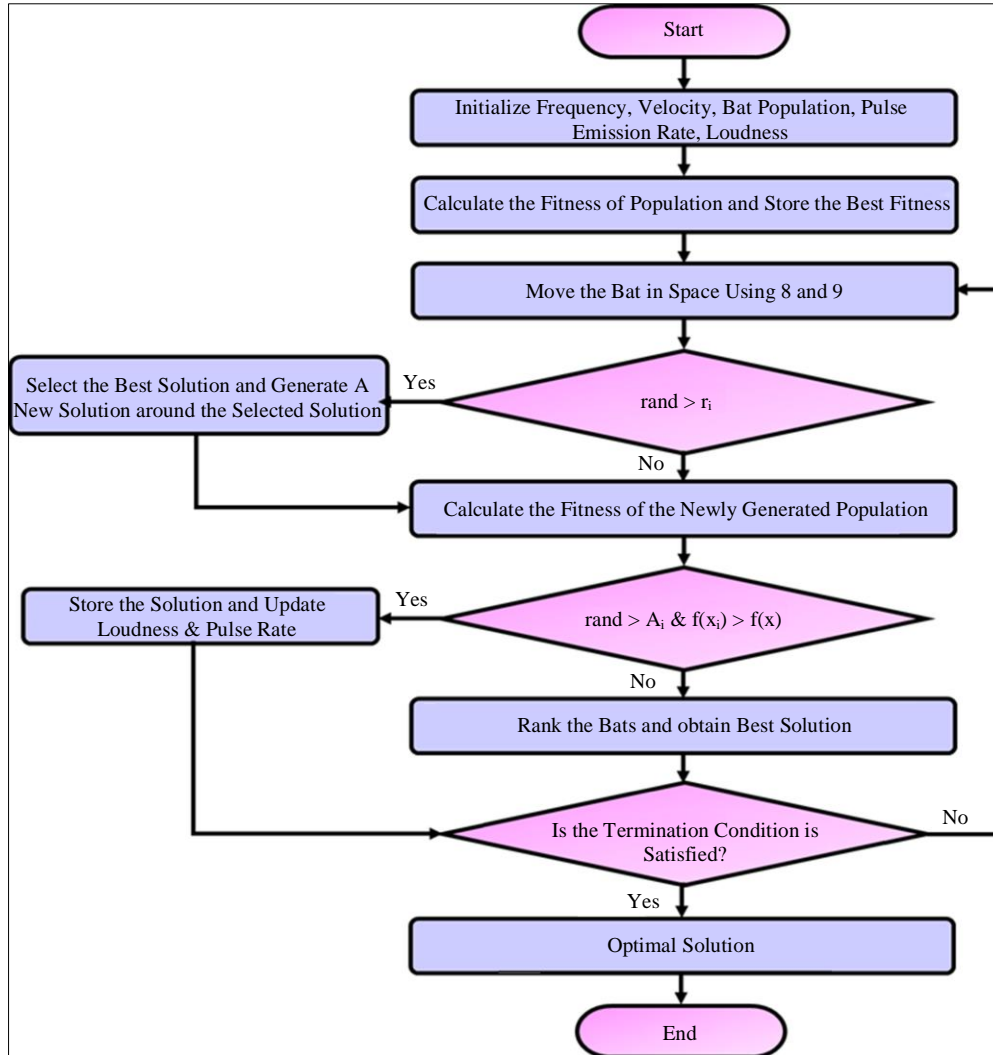 Start
Initialize Frequency, Velocity, Bat Population, Pulse
Emission Rate, Loudness
Calculate the Fitness of Population and Store the Best Fitness
Move the Bat in Space Using 8 and 9
Select the Best Solution and Generate A
New Solution around the Selected Solution
Yes
rand > rᵢ
No
Calculate the Fitness of the Newly Generated Population
Store the Solution and Update
Loudness & Pulse Rate
Yes
rand > Aᵢ & f(xᵢ) > f(x)
No
Rank the Bats and obtain Best Solution
Is the Termination Condition is
Satisfied?
No
Yes
Optimal Solution
End